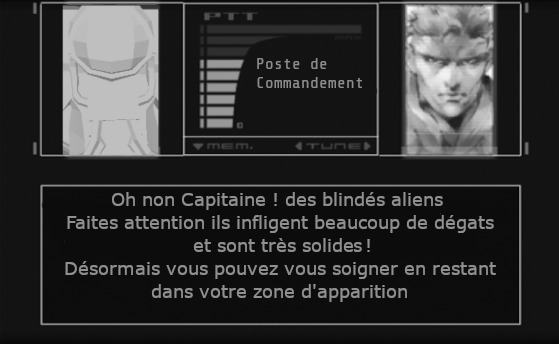 PTT
Poste de
Commandement
MEM.
TUNE
Oh non Capitaine ! des blindés aliens
Faites attention ils infligent beaucoup de dégats
et sont très solides !
Désormais vous pouvez vous soigner en restant
dans votre zone d'apparition